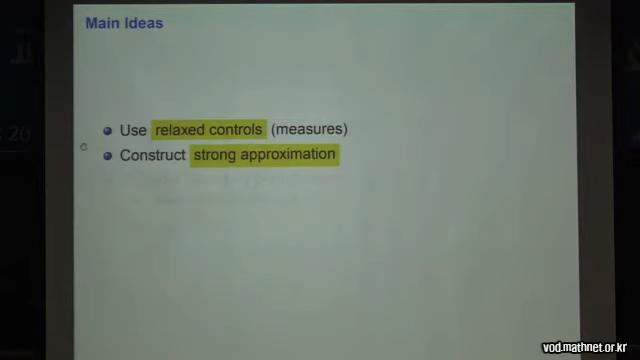 Main Ideas
Use relaxed controls (measures)
Construct strong approximation
vod.mathnet.or.kr